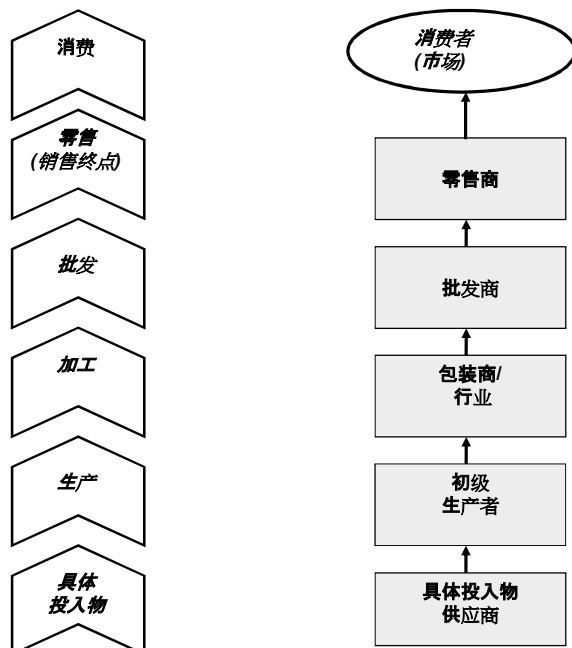 消费
零售
(销售终点)
批发
加工
生产
具体
投入物
消费者
(市场)
零售商
批发商
包装商/
行业
初级
生产者
具体投入物
供应商